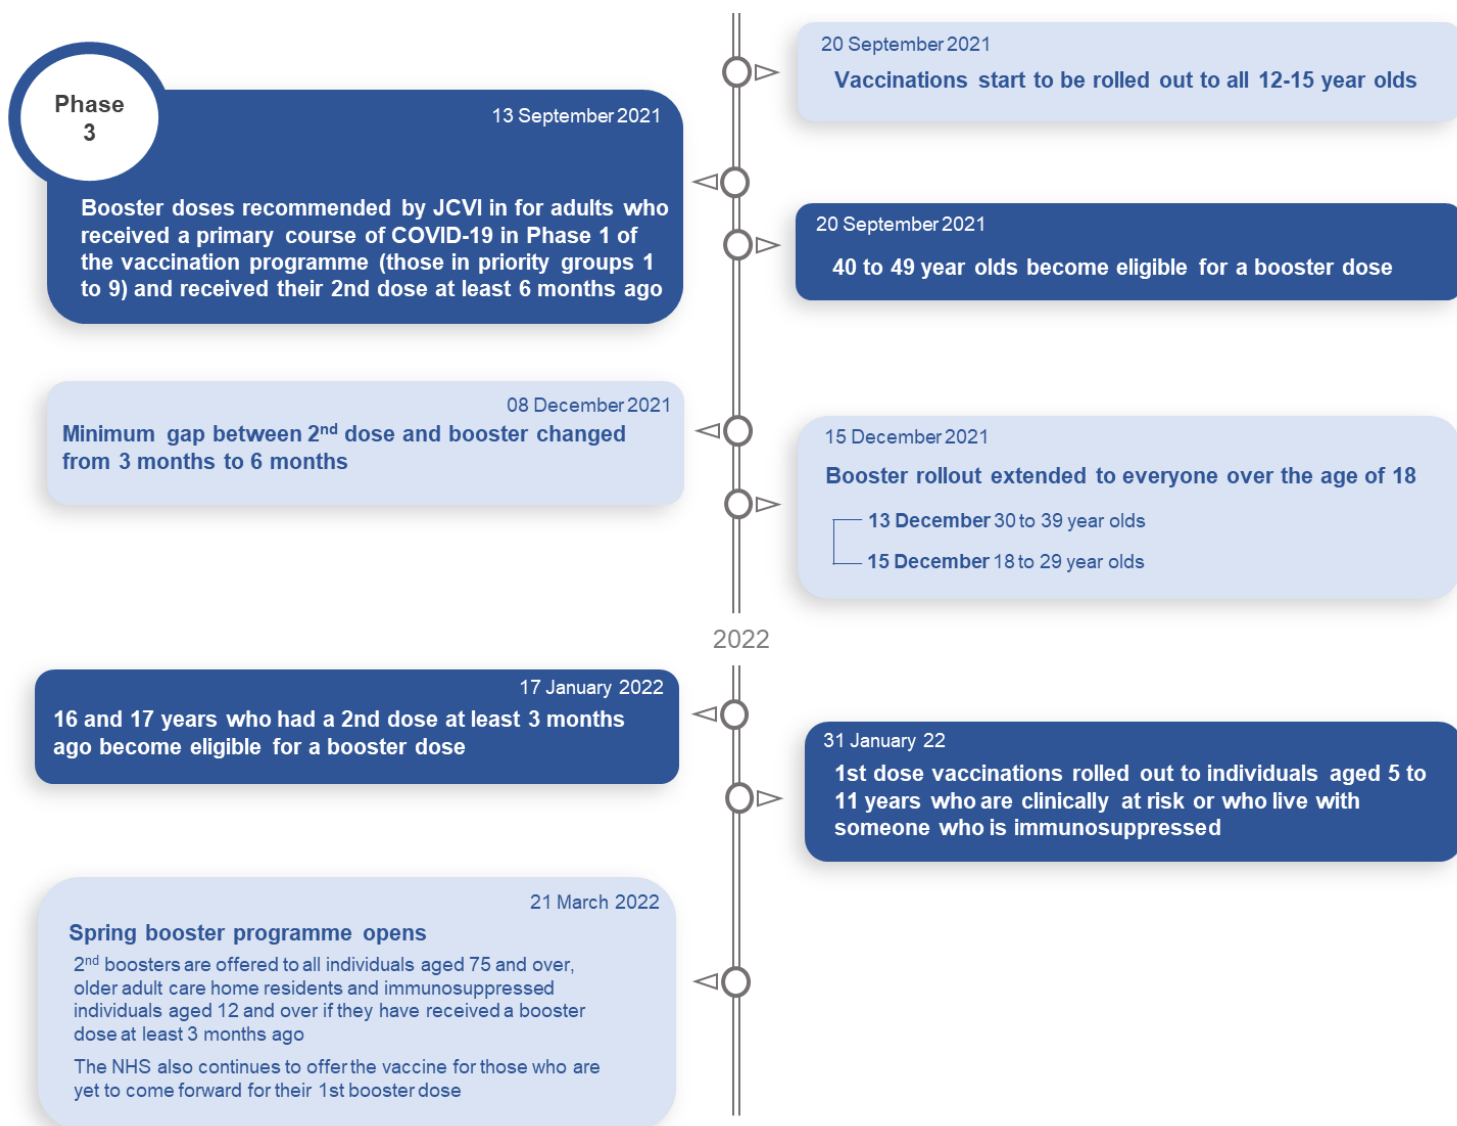 Phase
3
13 September 2021
Booster doses recommended by JCVI in for adults who
received a primary course of COVID-19 in Phase 1 of
the vaccination programme (those in priority groups 1
to 9) and received their 2nd dose at least 6 months ago
20 September 2021
Vaccinations start to be rolled out to all 12-15 year olds
20 September 2021
40 to 49 year olds become eligible for a booster dose
08 December 2021
Minimum gap between 2nd dose and booster changed
from 3 months to 6 months
15 December 2021
Booster rollout extended to everyone over the age of 18
13 December 30 to 39 year olds
15 December 18 to 29 year olds
2022
17 January 2022
16 and 17 years who had a 2nd dose at least 3 months
ago become eligible for a booster dose
31 January 22
1st dose vaccinations rolled out to individuals aged 5 to
11 years who are clinically at risk or who live with
someone who is immunosuppressed
21 March 2022
Spring booster programme opens
2nd boosters are offered to all individuals aged 75 and over,
older adult care home residents and immunosuppressed
individuals aged 12 and over if they have received a booster
dose at least 3 months ago
The NHS also continues to offer the vaccine for those who are
yet to come forward for their 1st booster dose